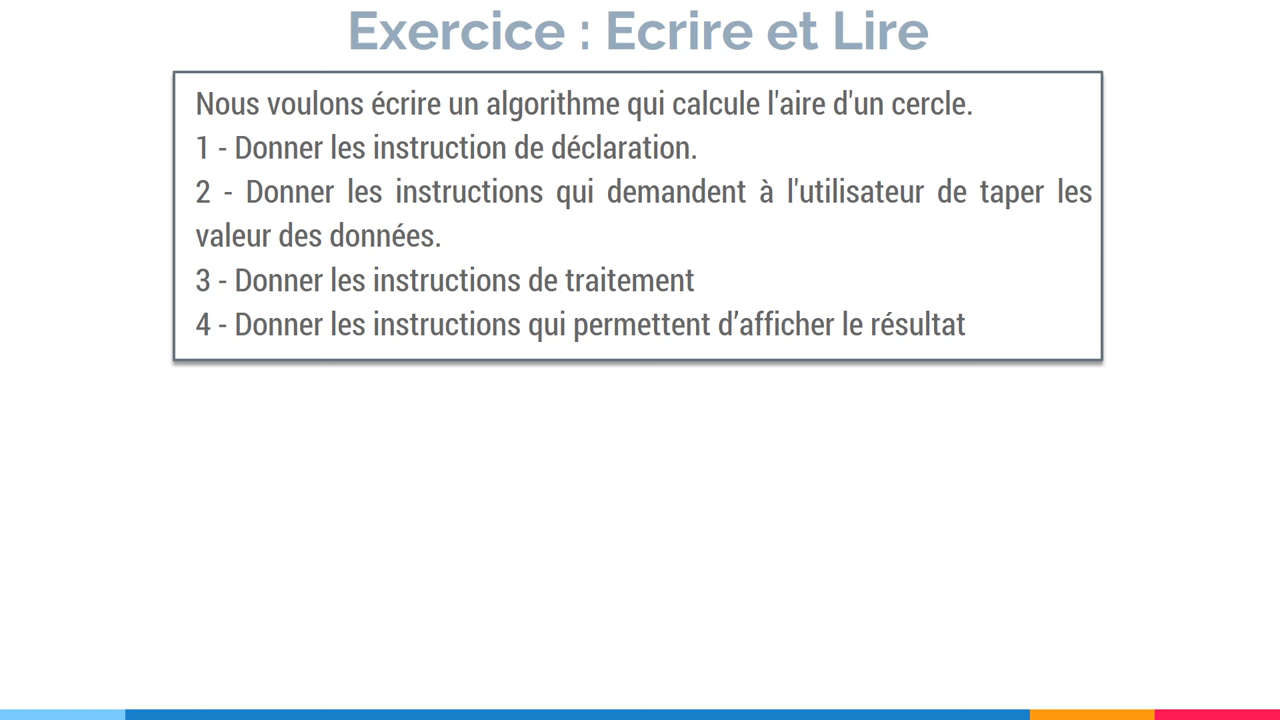 Exercice : Ecrire et Lire
Nous voulons écrire un algorithme qui calcule l'aire d'un cercle.
1 - Donner les instruction de déclaration.
2 - Donner les instructions qui demandent à l'utilisateur de taper les
valeur des données.
3 - Donner les instructions de traitement
4 - Donner les instructions qui permettent d’afficher le résultat